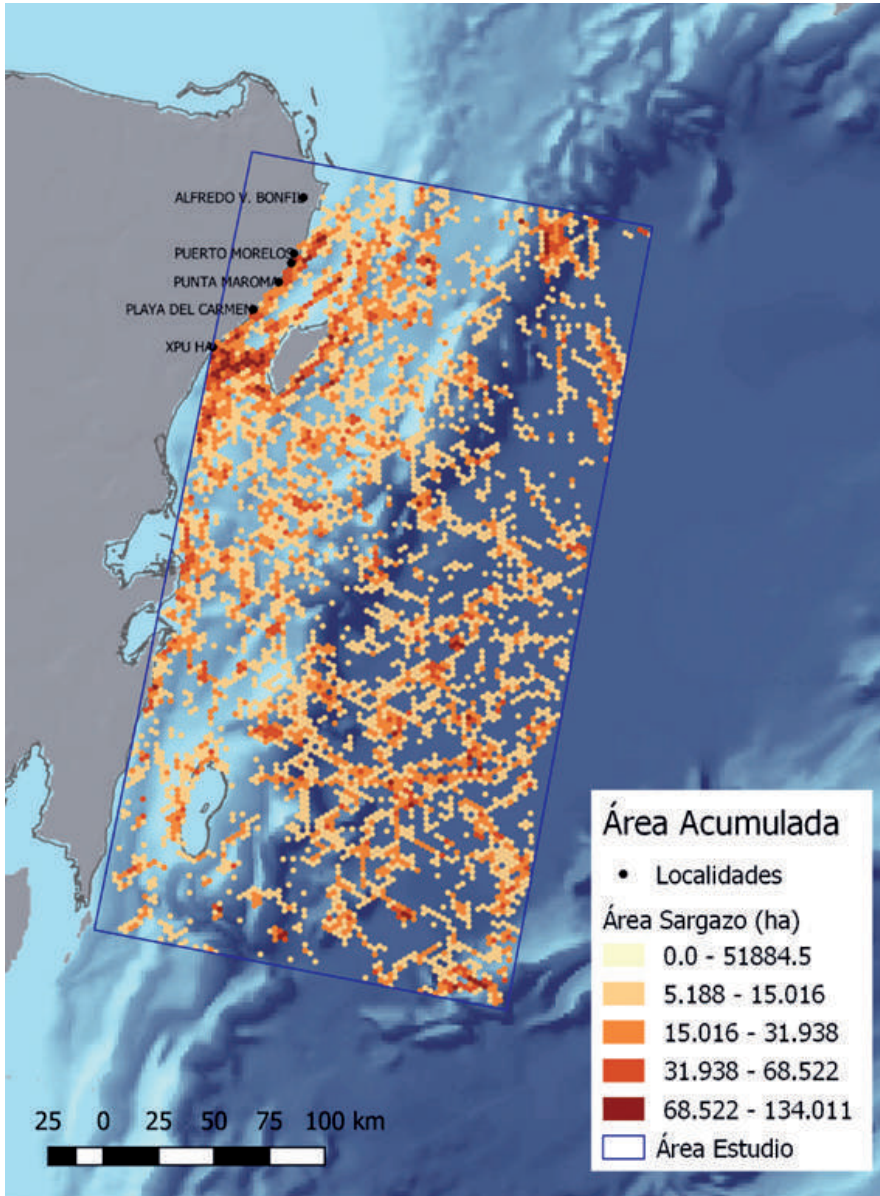 ALFREDO V. BONFIL
PUERTO MORELOS
PUNTA MAROMA
PLAYA DEL CARMEN
XPU HA
Área Acumulada
Localidades
Área Sargazo (ha)
0.0 - 51884.5
5.188 - 15.016
15.016 - 31.938
31.938 - 68.522
68.522 - 134.011
Área Estudio
25 0 25 50 75 100 km